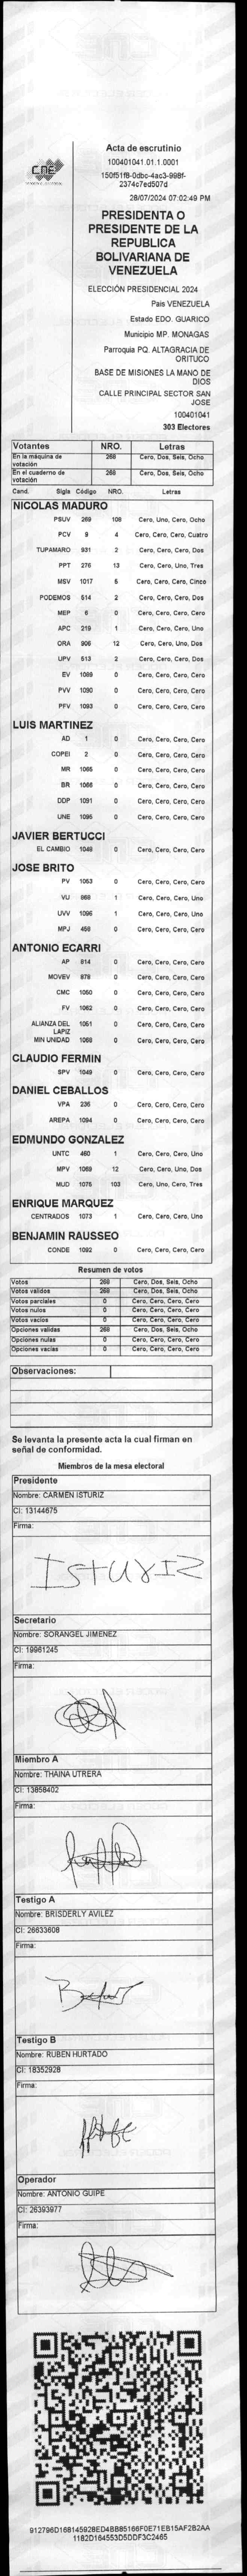 CNE
Acta de escrutinio
100401041.01.1.0001
150f51f8-0dbc-4ac3-998f-
2374c7ed507d
28/07/2024 07:02:49 PM
PRESIDENTA O
PRESIDENTE DE LA
REPUBLICA
BOLIVARIANA DE
VENEZUELA
ELECCIÓN PRESIDENCIAL 2024
Pais VENEZUELA
Estado EDO. GUARICO
Municipio MP. MONAGAS
Parroquia PQ. ALTAGRACIA DE
ORITUCO
BASE DE MISIONES LA MANO DE
DIOS
CALLE PRINCIPAL SECTOR SAN
JOSE
100401041
303 Electores
Votantes NRO. Letras
En la máquina de votación 268 Cero, Dos, Seis, Ocho
En el cuaderno de votación 268 Cero, Dos, Seis, Ocho
Cand. Sigla Código NRO. Letras
NICOLAS MADURO
PSUV 269 108 Cero, Uno, Cero, Ocho
PCV 9 4 Cero, Cero, Cero, Cuatro
TUPAMARO 931 2 Cero, Cero, Cero, Dos
PPT 276 13 Cero, Cero, Uno, Tres
MSV 1017 5 Cero, Cero, Cero, Cinco
PODEMOS 514 2 Cero, Cero, Cero, Dos
MEP 6 0 Cero, Cero, Cero, Cero
APC 219 1 Cero, Cero, Cero, Uno
ORA 906 12 Cero, Cero, Uno, Dos
UPV 513 2 Cero, Cero, Cero, Dos
EV 1089 0 Cero, Cero, Cero, Cero
PVV 1090 0 Cero, Cero, Cero, Cero
PFV 1093 0 Cero, Cero, Cero, Cero
LUIS MARTINEZ
AD 1 0 Cero, Cero, Cero, Cero
COPEI 2 0 Cero, Cero, Cero, Cero
MR 1065 0 Cero, Cero, Cero, Cero
BR 1066 0 Cero, Cero, Cero, Cero
DDP 1091 0 Cero, Cero, Cero, Cero
UNE 1095 0 Cero, Cero, Cero, Cero
JAVIER BERTUCCI
EL CAMBIO 1048 0 Cero, Cero, Cero, Cero
JOSE BRITO
PV 1053 0 Cero, Cero, Cero, Cero
VU 868 1 Cero, Cero, Cero, Uno
UVV 1096 1 Cero, Cero, Cero, Uno
MPJ 458 0 Cero, Cero, Cero, Cero
ANTONIO ECARRI
AP 814 0 Cero, Cero, Cero, Cero
MOVEV 878 0 Cero, Cero, Cero, Cero
CMC 1050 0 Cero, Cero, Cero, Cero
FV 1062 0 Cero, Cero, Cero, Cero
ALIANZA DEL LAPIZ 1051 0 Cero, Cero, Cero, Cero
MIN UNIDAD 1068 0 Cero, Cero, Cero, Cero
CLAUDIO FERMIN
SPV 1049 0 Cero, Cero, Cero, Cero
DANIEL CEBALLOS
VPA 235 0 Cero, Cero, Cero, Cero
AREPA 1094 0 Cero, Cero, Cero, Cero
EDMUNDO GONZALEZ
UNTC 460 1 Cero, Cero, Cero, Uno
MPV 1069 12 Cero, Cero, Uno, Dos
MUD 1075 103 Cero, Uno, Cero, Tres
ENRIQUE MARQUEZ
CENTRADOS 1073 1 Cero, Cero, Cero, Uno
BENJAMIN RAUSSEO
CONDE 1092 0 Cero, Cero, Cero, Cero
Resumen de votos
Votos 268 Cero, Dos, Seis, Ocho
Votos válidos 268 Cero, Dos, Seis, Ocho
Votos parciales 0 Cero, Cero, Cero, Cero
Votos nulos 0 Cero, Cero, Cero, Cero
Votos vacíos 0 Cero, Cero, Cero, Cero
Opciones validas 268 Cero, Dos, Seis, Ocho
Opciones nulas 0 Cero, Cero, Cero, Cero
Opciones vacias 0 Cero, Cero, Cero, Cero
Observaciones:
Se levanta la presente acta la cual firman en
señal de conformidad.
Miembros de la mesa electoral
Presidente
Nombre: CARMEN ISTURIZ
CI: 13144675
Firma:
ISTURIZ
Secretario
Nombre: SORANGEL JIMENEZ
CI: 19961245
Firma:
Miembro A
Nombre: THAINA UTRERA
CI: 13858402
Firma:
Testigo A
Nombre: BRISDERLY AVILEZ
CI: 26633608
Firma:
Testigo B
Nombre: RUBEN HURTADO
CI: 18352928
Firma:
Operador
Nombre: ANTONIO GUIPE
CI: 26393977
Firma:
912796D168145928ED4BB85166F0E71EB15AF2B2AA
1182D164553D5DDF3C2465